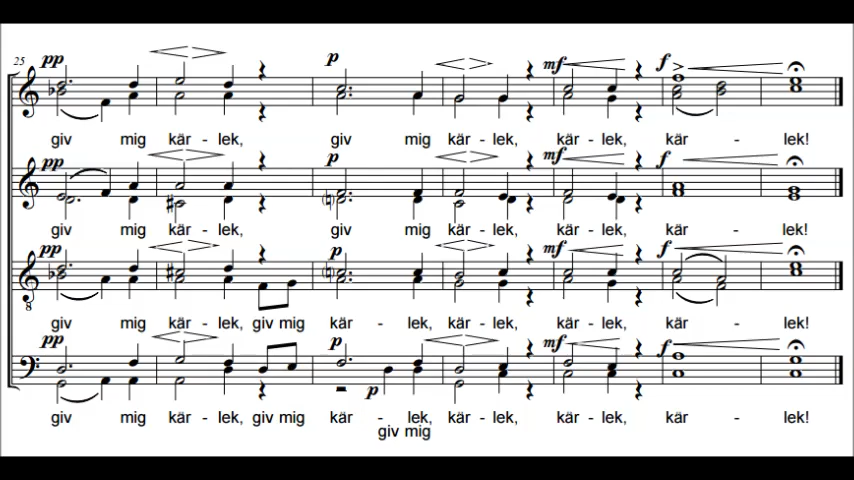 25
pp
p
mf
f
giv mig kär - lek, giv mig kär - lek, kär - lek, kär - lek!
pp
p
mf
f
giv mig kär - lek, giv mig kär - lek, kär - lek, kär - lek!
pp
p
mf
f
8
giv mig kär - lek, giv mig kär - lek, kär - lek, kär - lek, kär - lek!
pp
p
mf
f
p
giv mig kär - lek, giv mig kär - lek, kär - lek, kär - lek, kär - lek!
giv mig